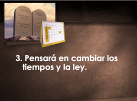 3. Pensará en cambiar los
tiempos y la ley.